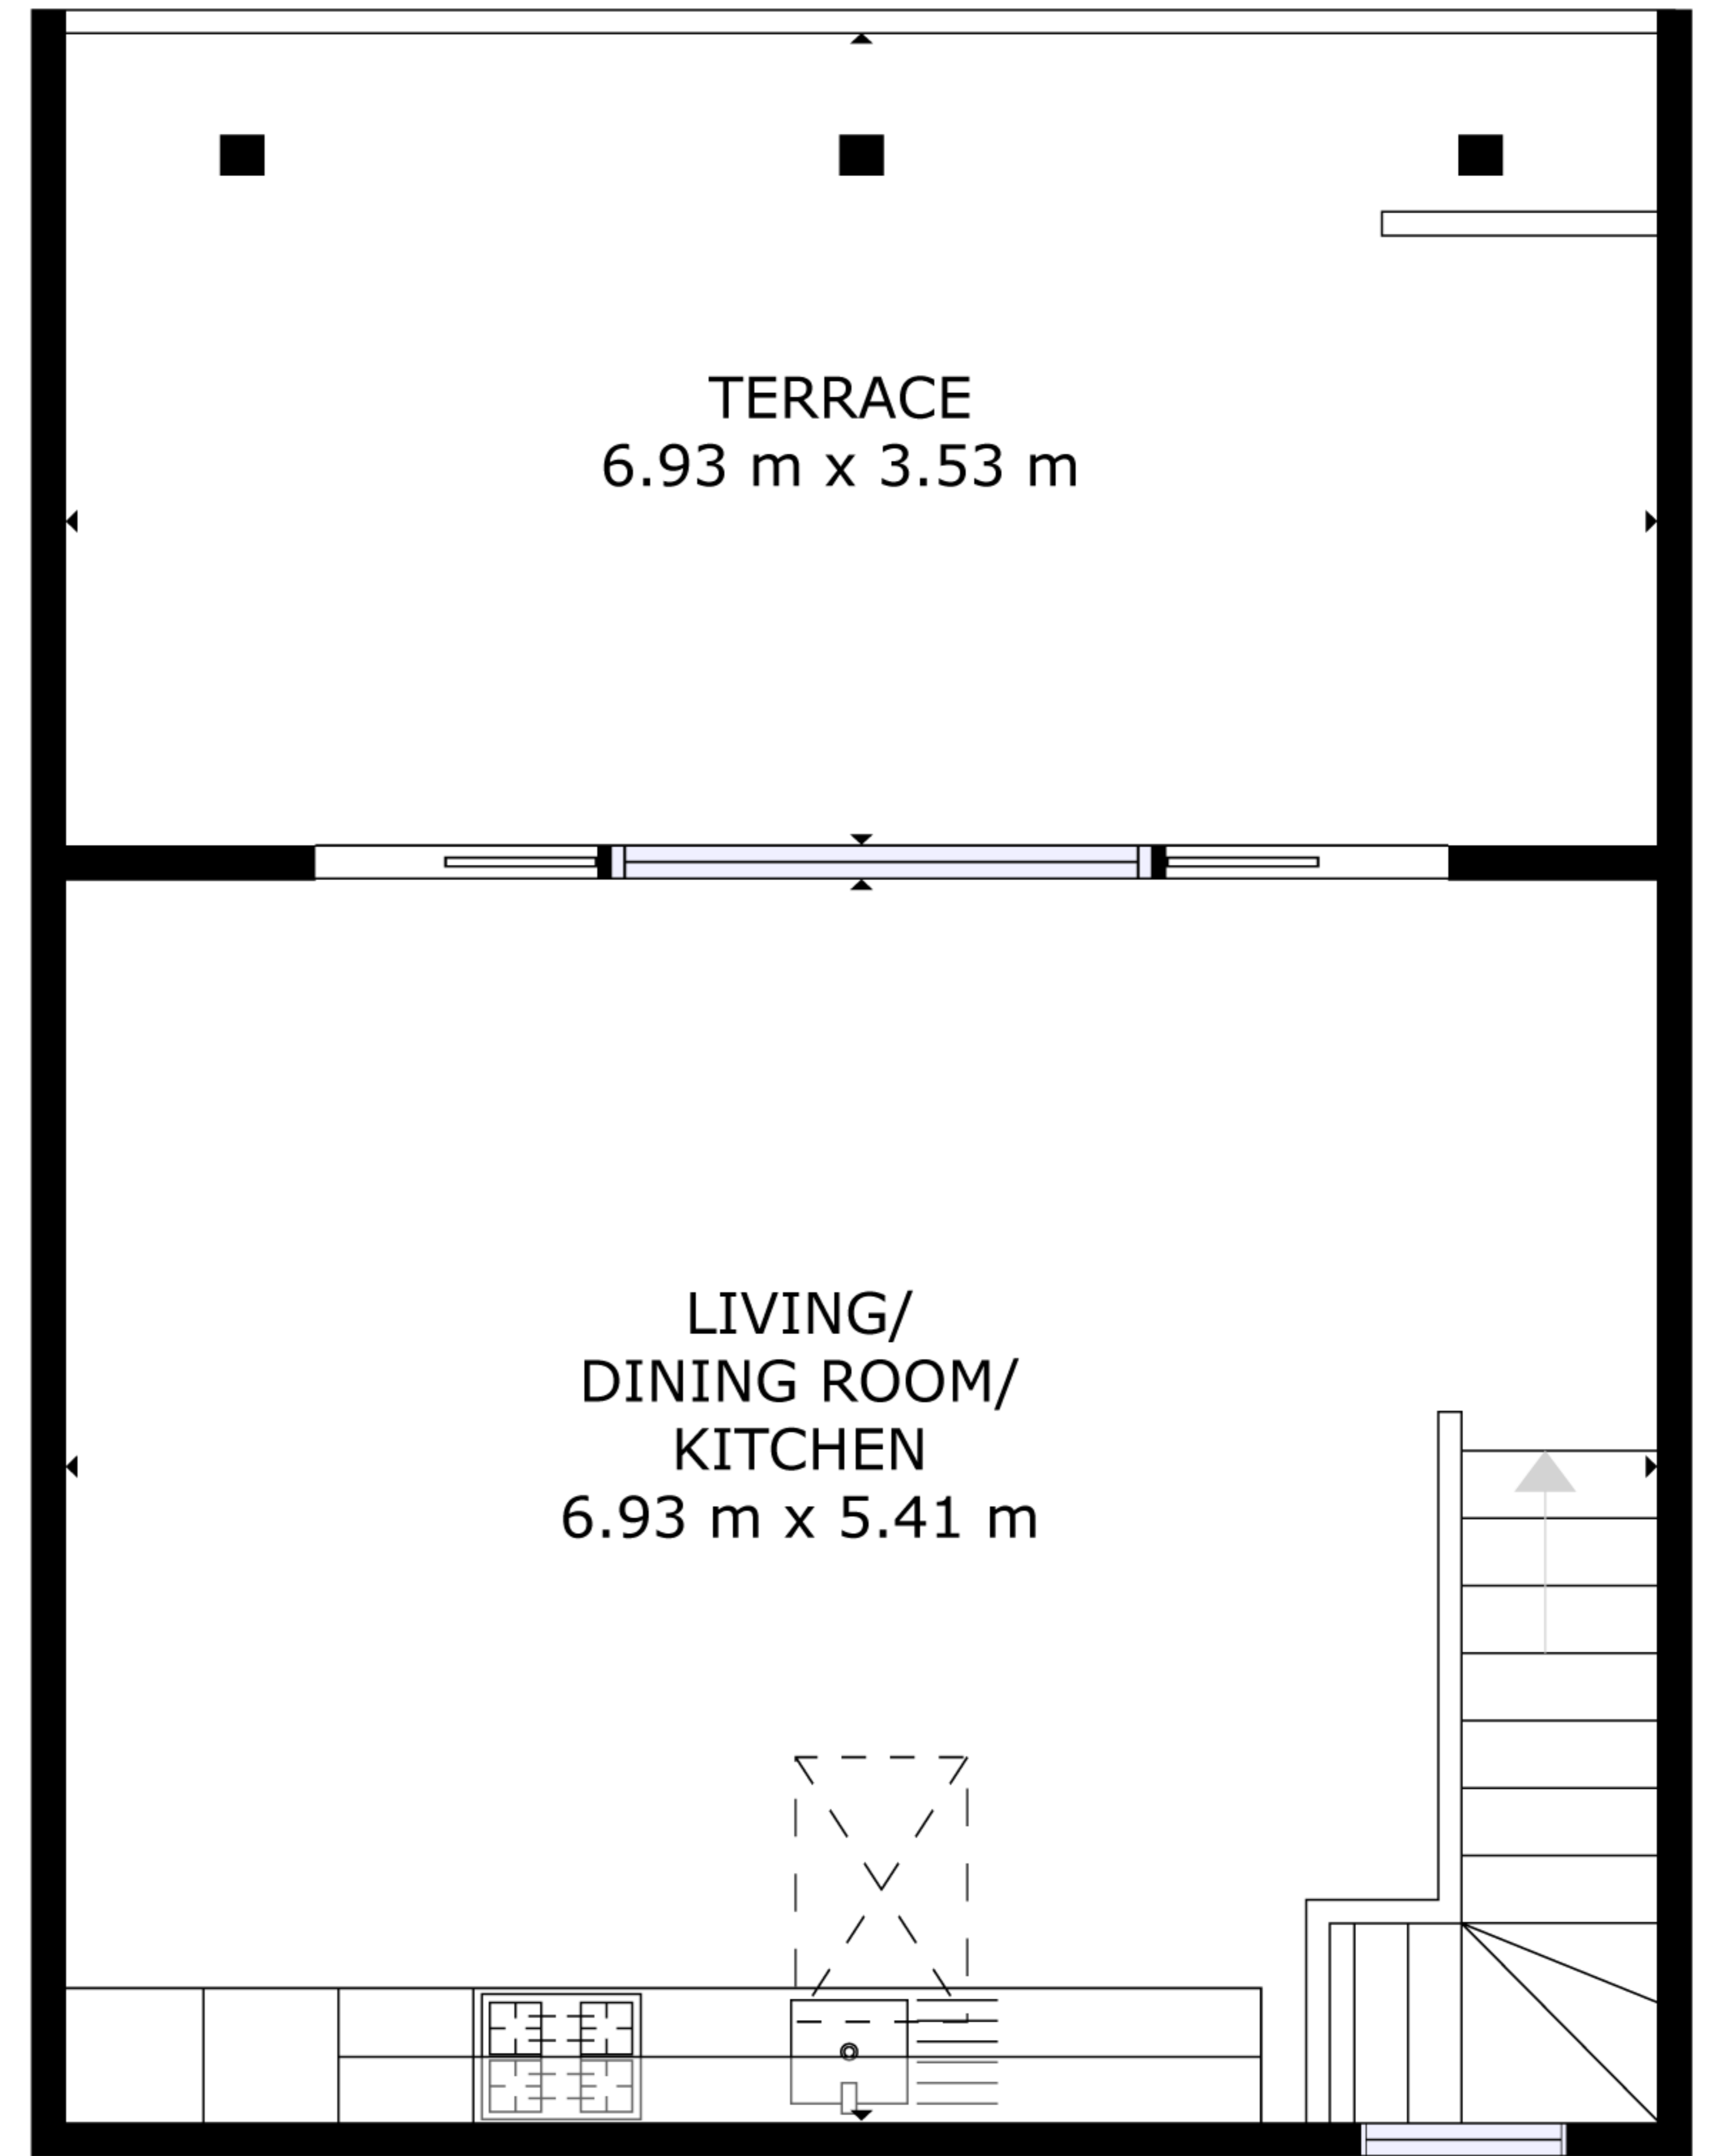 TERRACE
6.93 m x 3.53 m
LIVING/
DINING ROOM/
KITCHEN
6.93 m x 5.41 m